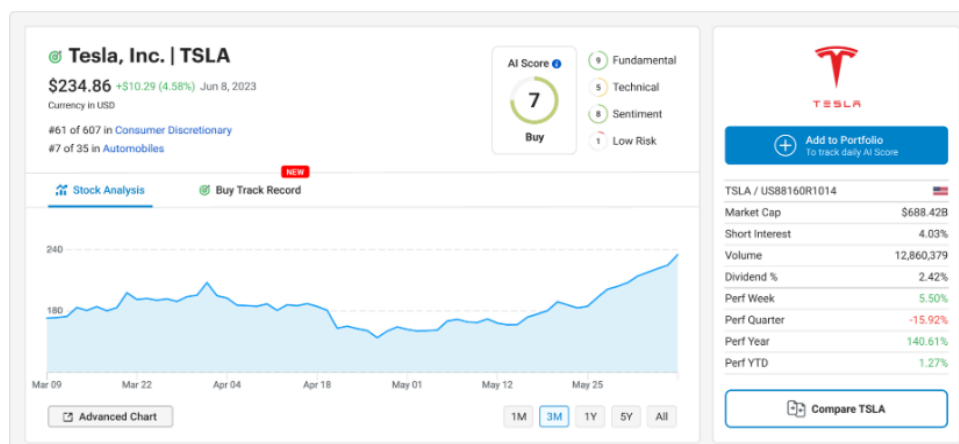 Tesla, Inc. | TSLA
$234.86 +$10.29 (4.58%) Jun 8, 2023
Currency in USD
#61 of 607 in Consumer Discretionary
#7 of 35 in Automobiles
AI Score
7
Buy
9 Fundamental
5 Technical
8 Sentiment
1 Low Risk
NEW
Stock Analysis
Buy Track Record
240
180
Mar 09 Mar 22 Apr 04 Apr 18 May 01 May 12 May 25
Advanced Chart
1M 3M 1Y 5Y All
TESLA
Add to Portfolio
To track daily AI Score
TSLA / US88160R1014
Market Cap $688.42B
Short Interest 4.03%
Volume 12,860,379
Dividend % 2.42%
Perf Week 5.50%
Perf Quarter -15.92%
Perf Year 140.61%
Perf YTD 1.27%
Compare TSLA